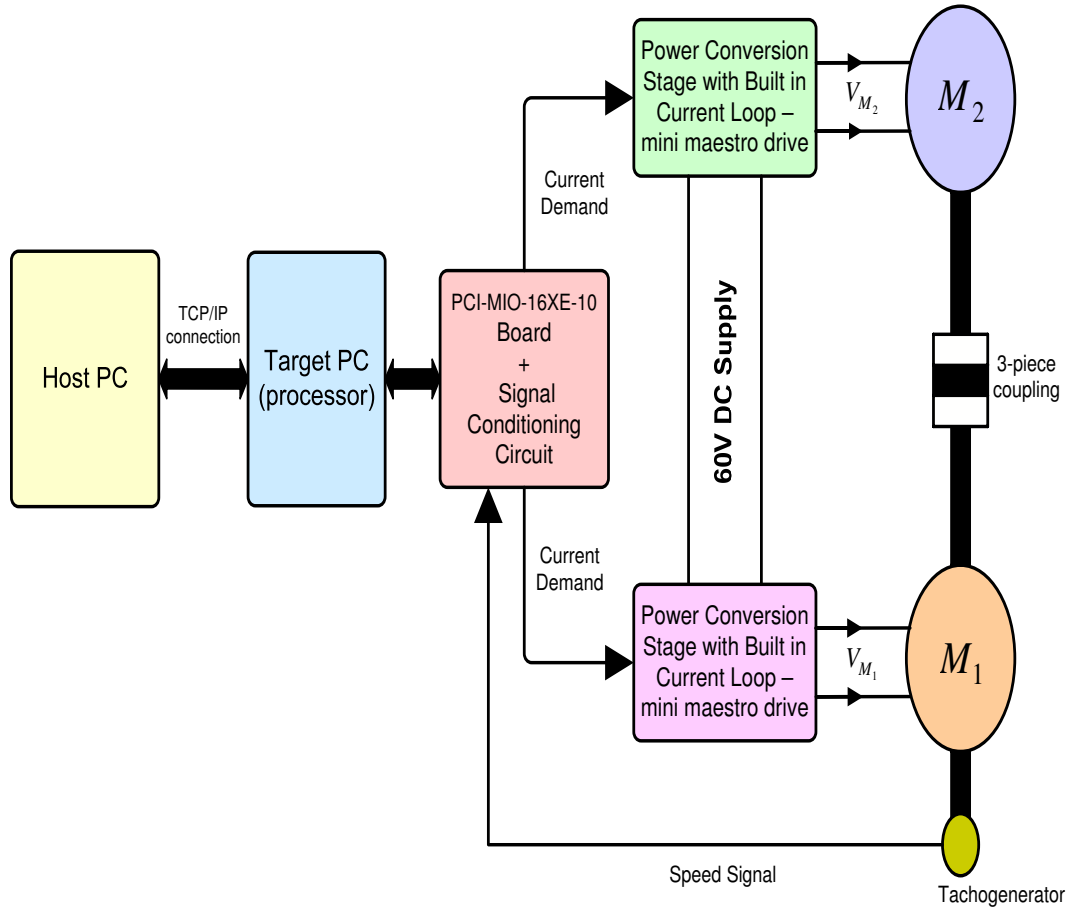 Power Conversion
Stage with Built in
Current Loop –
mini maestro drive
V_{M_2}
M_2
Current
Demand
Host PC
TCP/IP
connection
Target PC
(processor)
PCI-MIO-16XE-10
Board
+
Signal
Conditioning
Circuit
60V DC Supply
3-piece
coupling
Current
Demand
Power Conversion
Stage with Built in
Current Loop –
mini maestro drive
V_{M_1}
M_1
Speed Signal
Tachogenerator